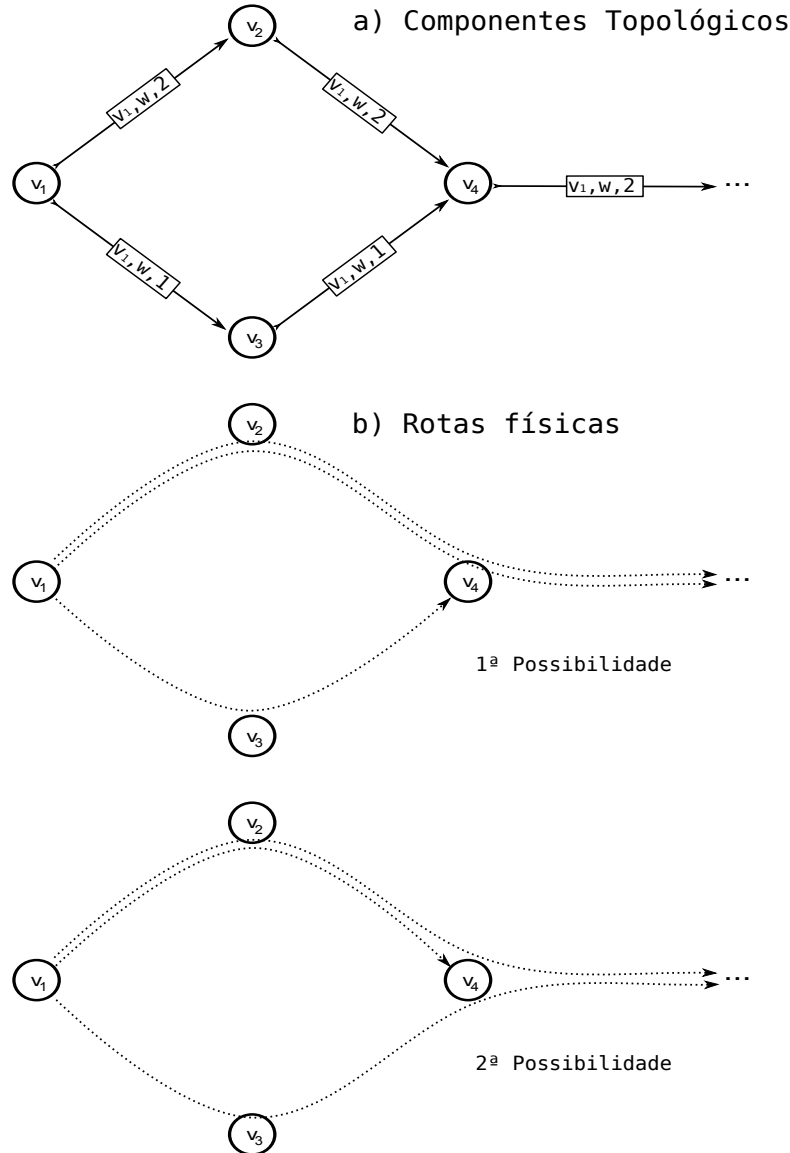 a) Componentes Topológicos
v₂
v₁,w,2
v₁,w,2
v₁
v₄
v₁,w,2
...
v₁,w,1
v₁,w,1
v₃
b) Rotas físicas
v₂
v₁
v₄
...
1ª Possibilidade
v₃
v₂
v₁
v₄
...
2ª Possibilidade
v₃